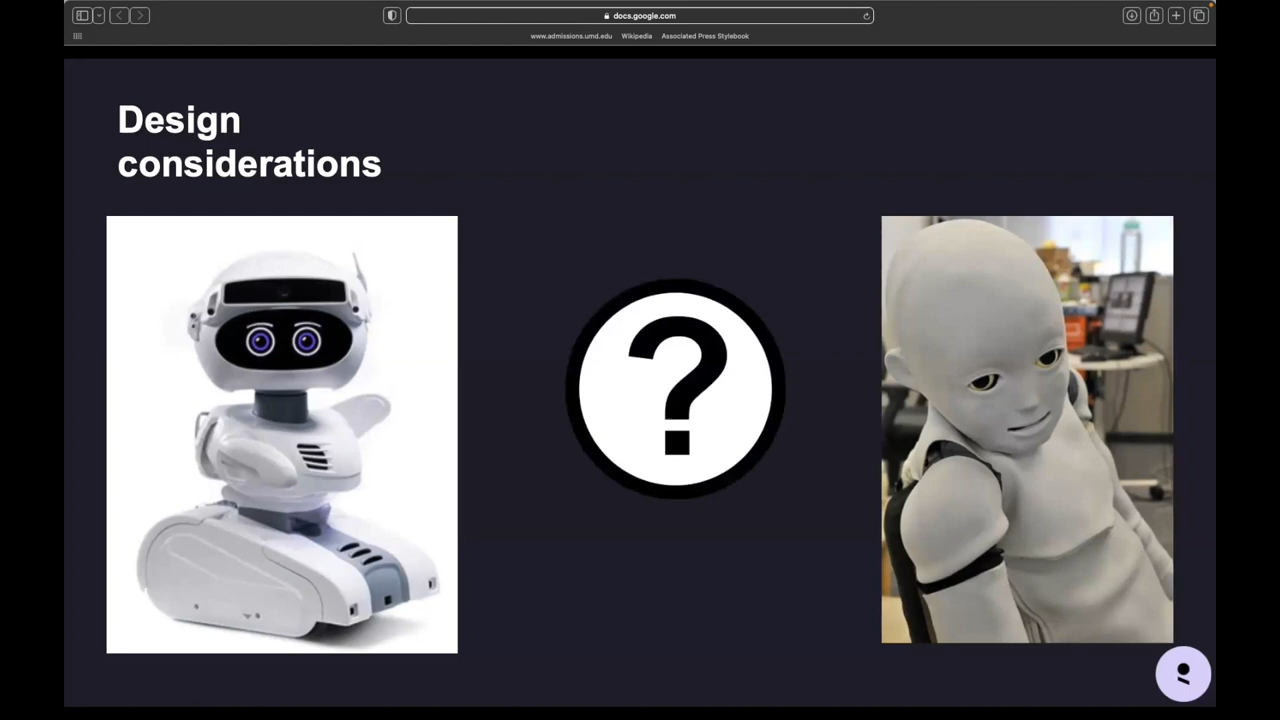 docs.google.com
www.admissions.umd.edu Wikipedia Associated Press Stylebook
Design
considerations
?